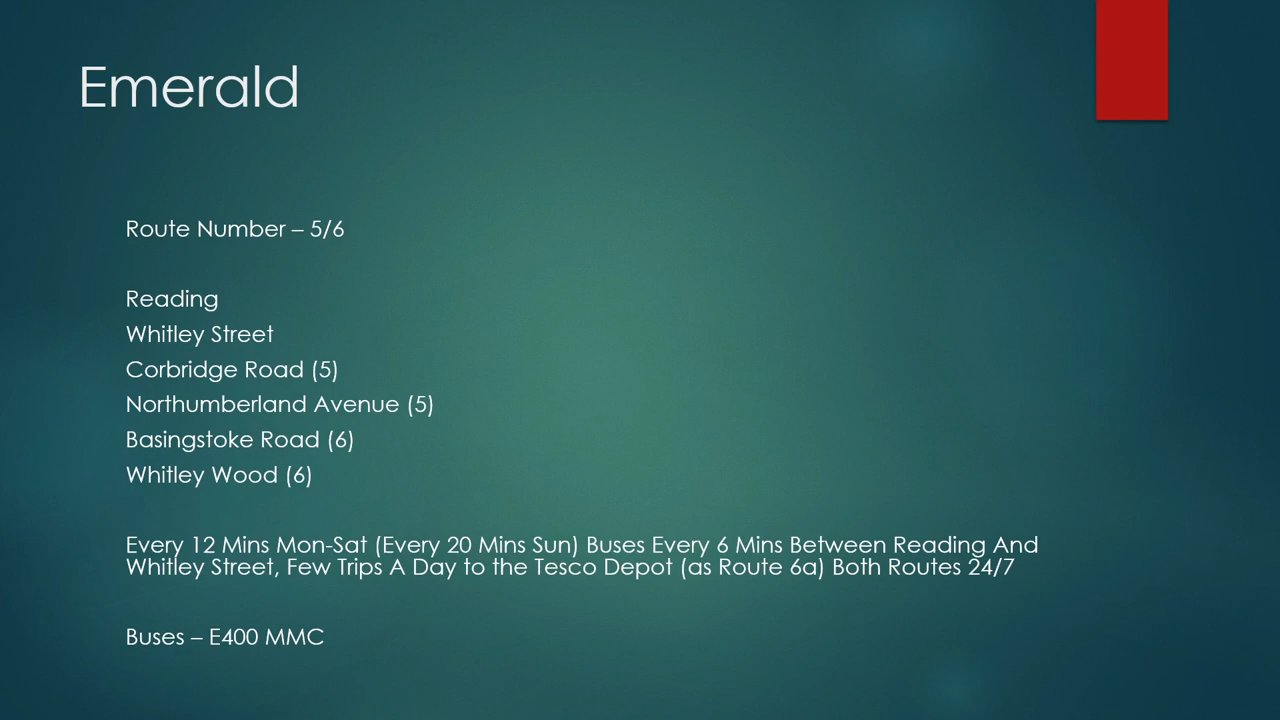 Emerald
Route Number – 5/6
Reading
Whitley Street
Corbridge Road (5)
Northumberland Avenue (5)
Basingstoke Road (6)
Whitley Wood (6)
Every 12 Mins Mon-Sat (Every 20 Mins Sun) Buses Every 6 Mins Between Reading And
Whitley Street, Few Trips A Day to the Tesco Depot (as Route 6a) Both Routes 24/7
Buses – E400 MMC